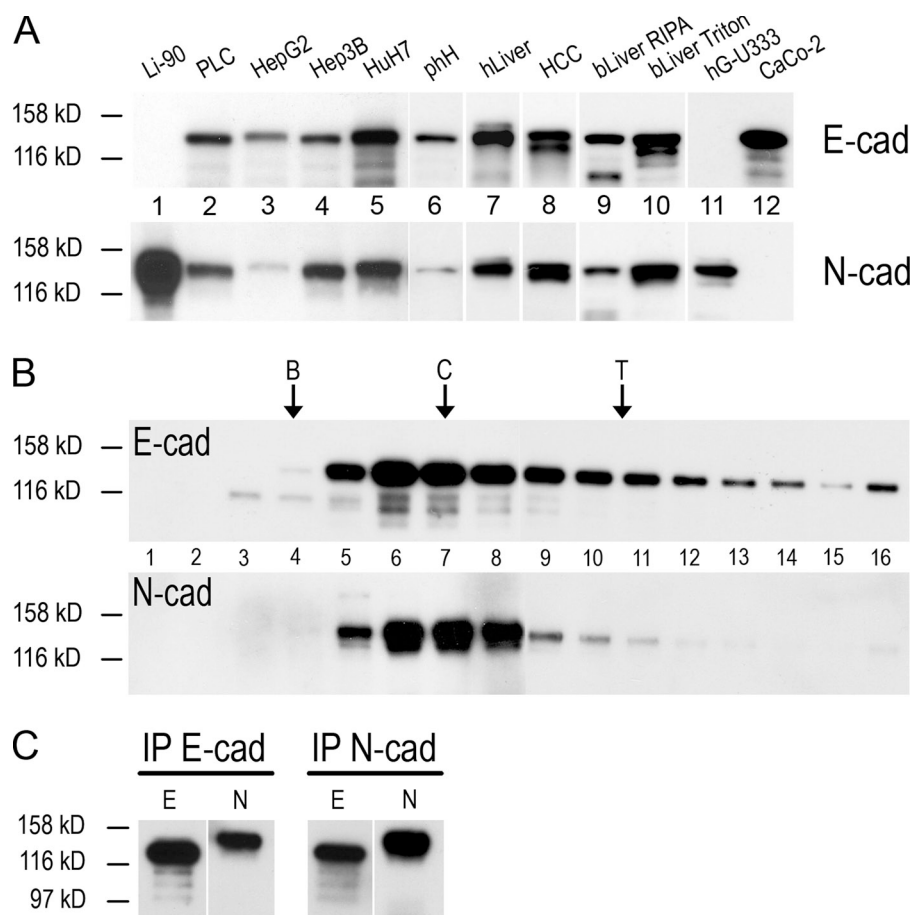 A
Li-90 PLC HepG2 Hep3B HuH7 phH hLiver HCC bLiver RIPA bLiver Triton hG-U333 CaCo-2
158 kD
E-cad
116 kD
1 2 3 4 5 6 7 8 9 10 11 12
158 kD
N-cad
116 kD
B
B C T
E-cad
158 kD
116 kD
1 2 3 4 5 6 7 8 9 10 11 12 13 14 15 16
N-cad
158 kD
116 kD
C
IP E-cad IP N-cad
E N E N
158 kD
116 kD
97 kD